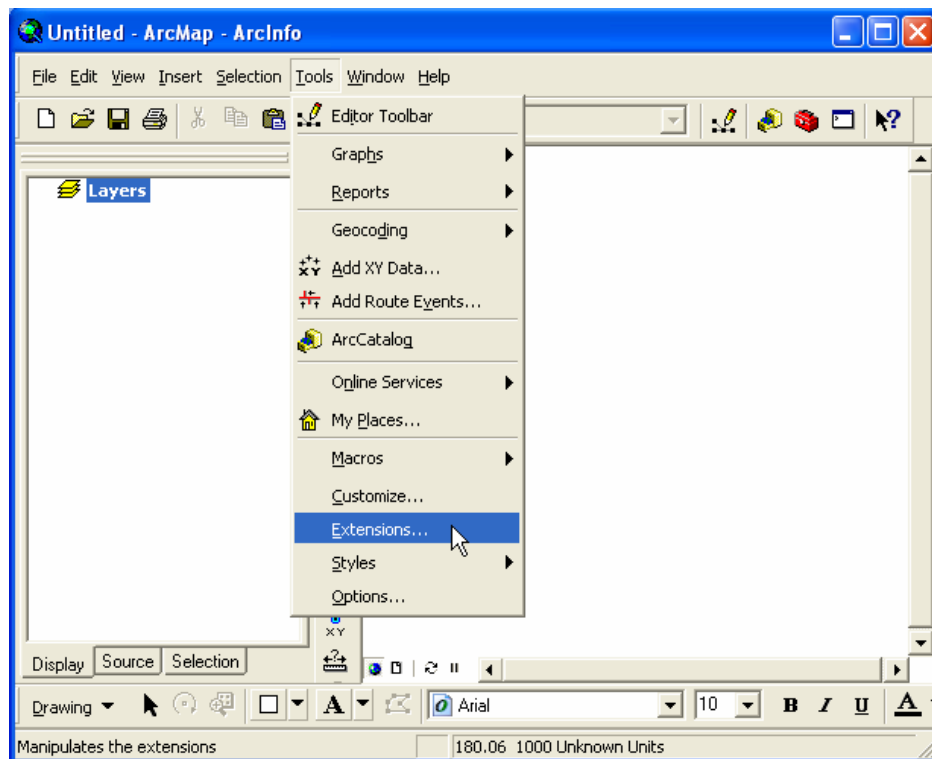 Untitled - ArcMap - ArcInfo
File Edit View Insert Selection Tools Window Help
Editor Toolbar
Graphs
Reports
Geocoding
Add XY Data...
Add Route Events...
ArcCatalog
Online Services
My Places...
Macros
Customize...
Extensions...
Styles
Options...
Layers
XY
Display Source Selection
Drawing A Arial 10 B I U A
Manipulates the extensions 180.06 1000 Unknown Units